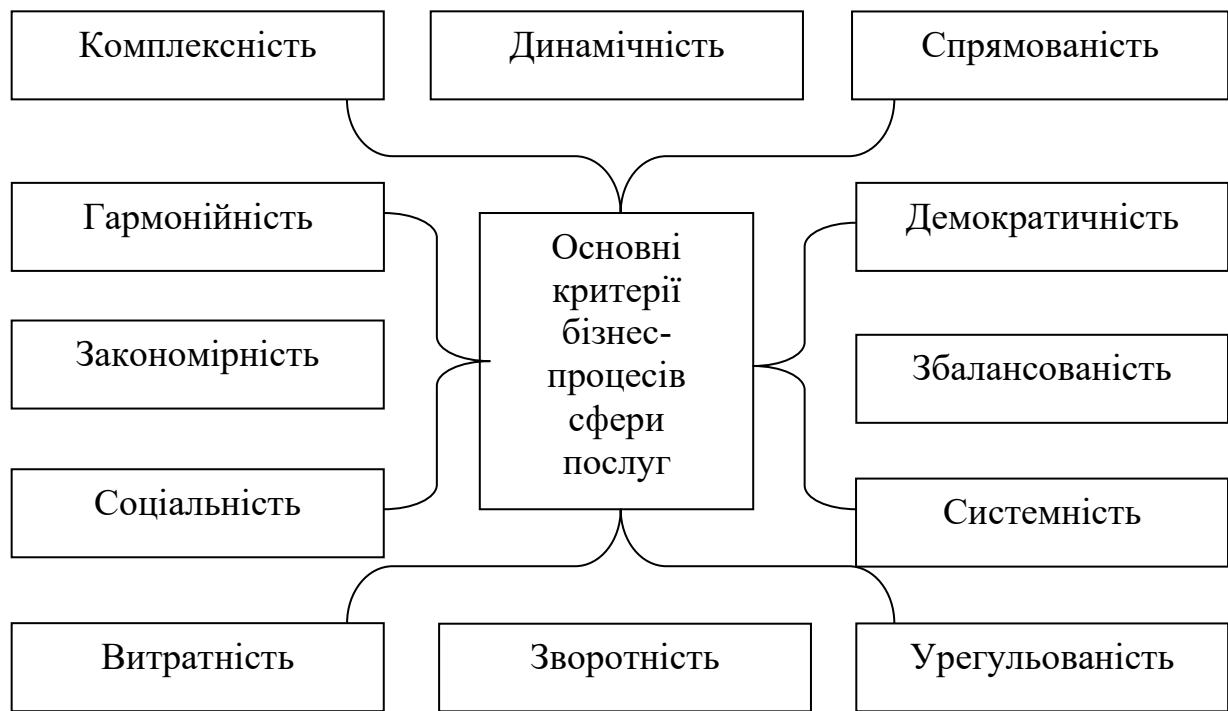 Комплексність
Динамічність
Спрямованість
Гармонійність
Демократичність
Основні
критерії
бізнес-
процесів
сфери
послуг
Закономірність
Збалансованість
Соціальність
Системність
Витратність
Зворотність
Урегульованість